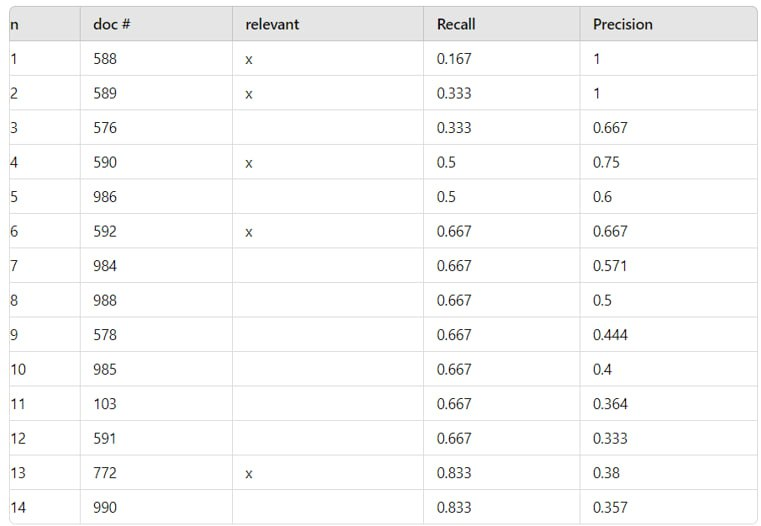 n doc # relevant Recall Precision
1 588 x 0.167 1
2 589 x 0.333 1
3 576 0.333 0.667
4 590 x 0.5 0.75
5 986 0.5 0.6
6 592 x 0.667 0.667
7 984 0.667 0.571
8 988 0.667 0.5
9 578 0.667 0.444
10 985 0.667 0.4
11 103 0.667 0.364
12 591 0.667 0.333
13 772 x 0.833 0.38
14 990 0.833 0.357